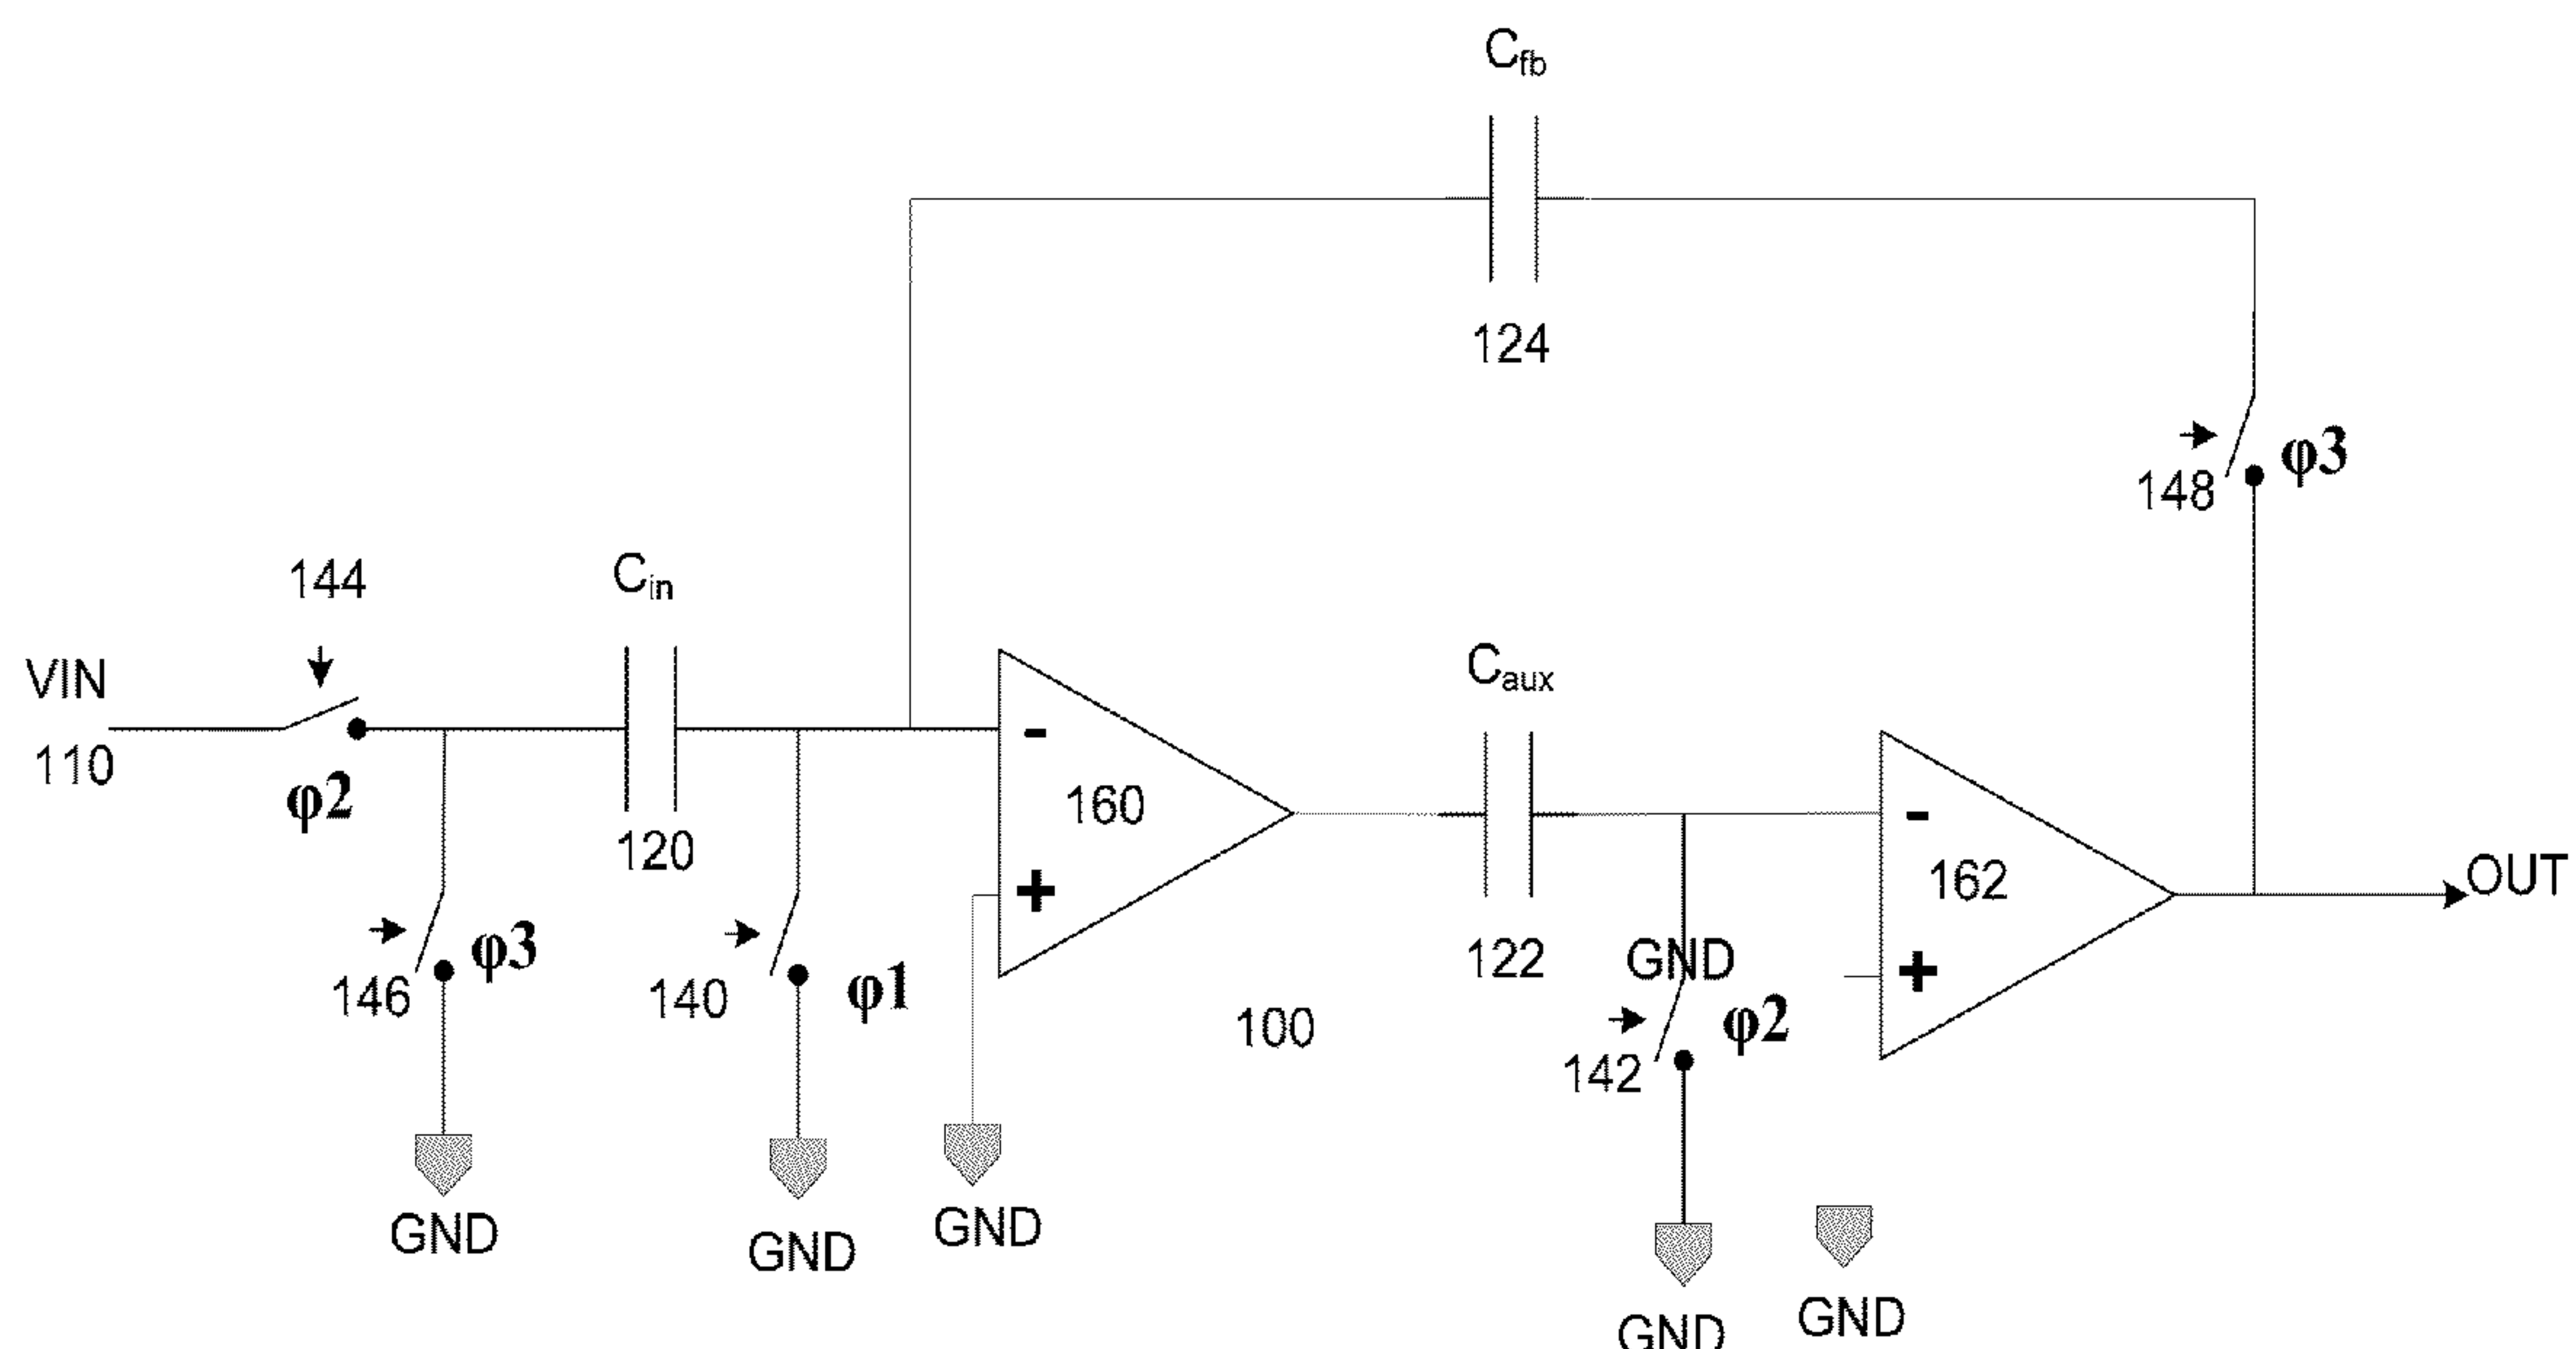 Cfb
124
φ3
148
144
Cin
VIN
110
φ2
120
Caux
-
160
+
-
162
+
OUT
122
GND
φ3
146
140
φ1
100
φ2
142
GND
GND
GND
GND
GND